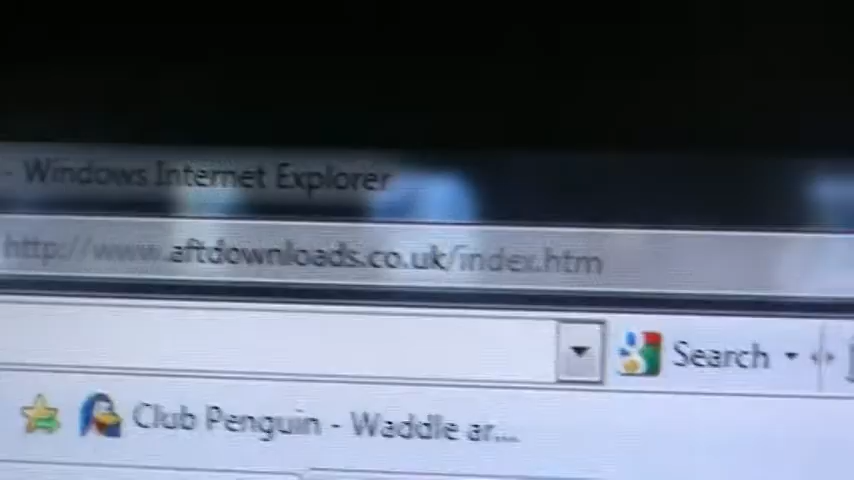 - Windows Internet Explorer
http://www.aftdownloads.co.uk/index.htm
Search
Club Penguin - Waddle ar...